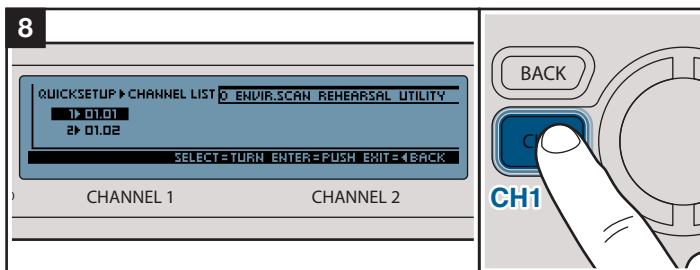 8
QUICKSETUP▶CHANNEL LIST O ENVIR.SCAN REHEARSAL UTILITY
1▶ 01.01
2▶ 01.02
SELECT=TURN ENTER=PUSH EXIT=◀BACK
CHANNEL 1 CHANNEL 2
BACK
CH1